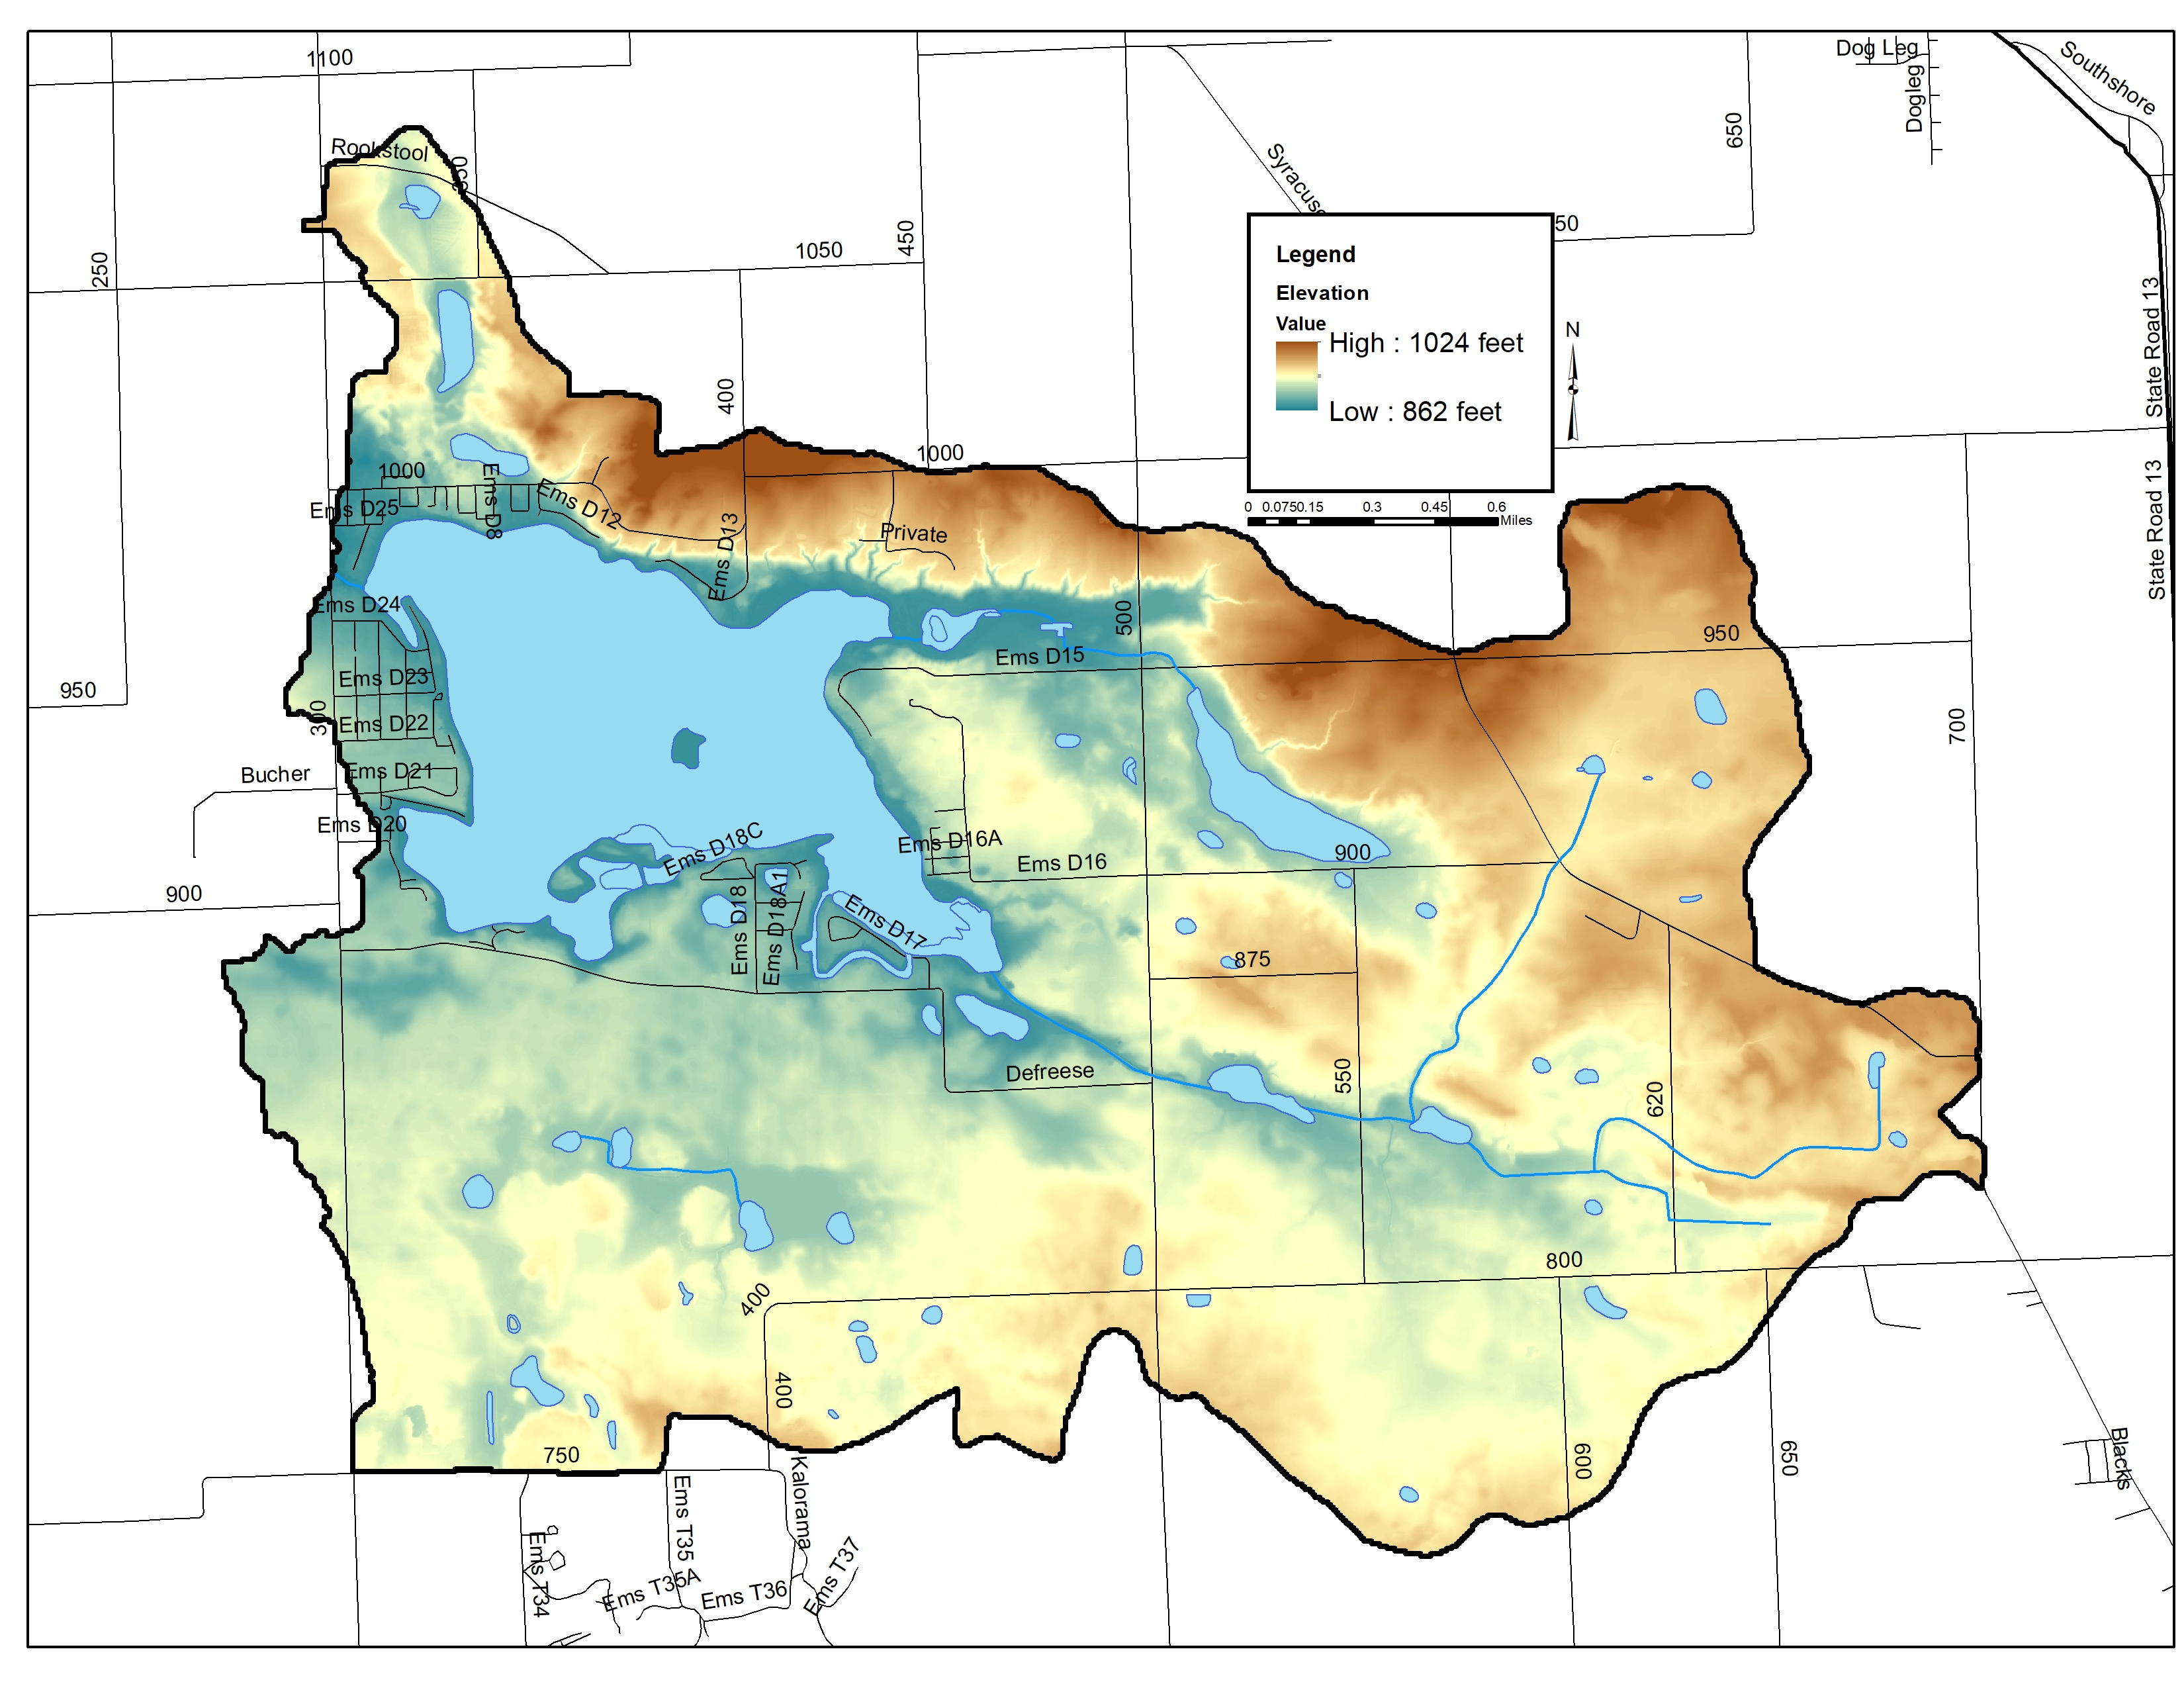 1100
Dog Leg
Southshore
Dogleg
650
Rookstool
350
Syracuse
50
1050
450
250
Legend
Elevation
Value
High : 1024 feet
Low : 862 feet
N
State Road 13
400
1000
1000
0 0.0750.15 0.3 0.45 0.6
Miles
State Road 13
Ems D25
Ems D8
Ems D12
Ems D13
Private
Ems D24
500
950
Ems D15
Ems D23
950
300
Ems D22
700
Bucher
Ems D21
Ems D20
Ems D18C
Ems D16A
Ems D16
900
900
Ems D18
Ems D18A1
Ems D17
875
Defreese
550
620
800
400
400
750
600
650
Blacks
Kalorama
Ems T35
Ems T34
Ems T35A
Ems T36
Ems T37